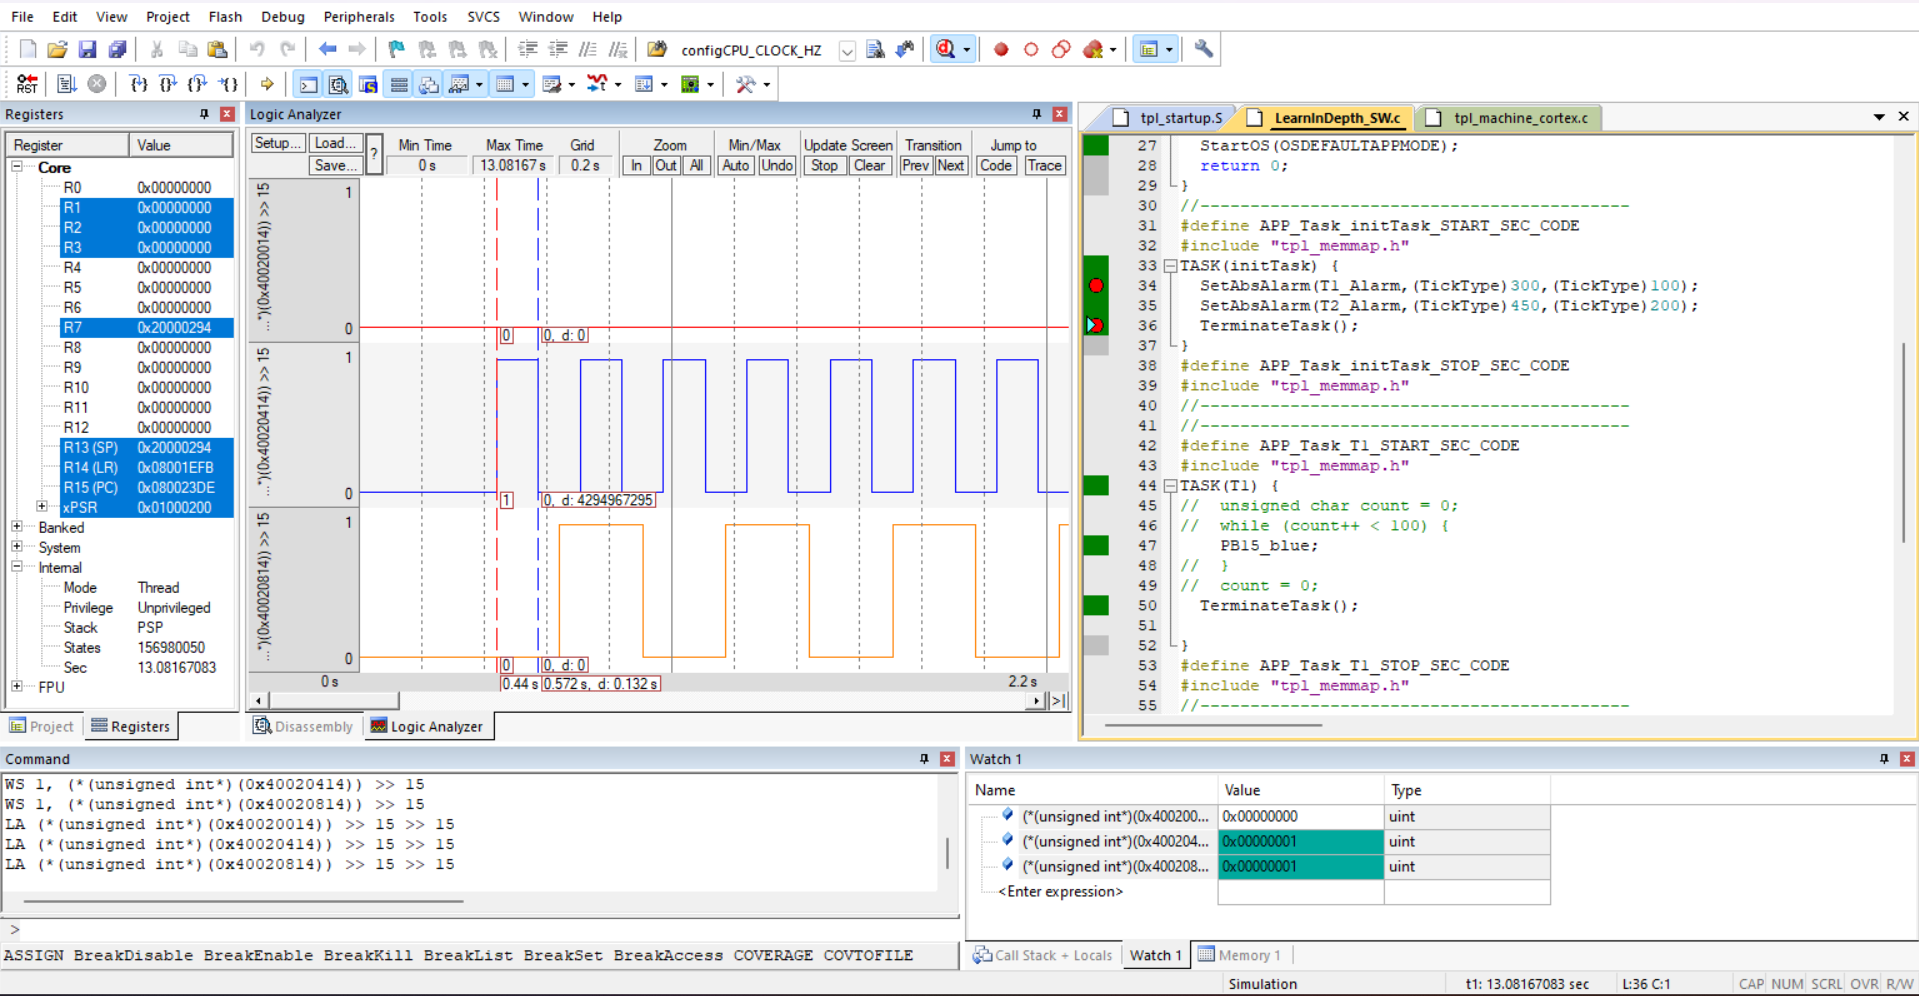 File Edit View Project Flash Debug Peripherals Tools SVCS Window Help
configCPU_CLOCK_HZ
RST
Registers
Register Value
Core
R0 0x00000000
R1 0x00000000
R2 0x00000000
R3 0x00000000
R4 0x00000000
R5 0x00000000
R6 0x00000000
R7 0x20000294
R8 0x00000000
R9 0x00000000
R10 0x00000000
R11 0x00000000
R12 0x00000000
R13 (SP) 0x20000294
R14 (LR) 0x08001EFB
R15 (PC) 0x080023DE
xPSR 0x01000200
Banked
System
Internal
Mode Thread
Privilege Unprivileged
Stack PSP
States 156980050
Sec 13.08167083
FPU
Project Registers
Logic Analyzer
Setup... Load... Save... ?
Min Time Max Time Grid Zoom Min/Max Update Screen Transition Jump to
0 s 13.08167 s 0.2 s In Out All Auto Undo Stop Clear Prev Next Code Trace
...")(0x40020014)) >> 15
1
0
0 0, d: 0
...")(0x40020414)) >> 15
1
0
1 0, d: 4294967295
...")(0x40020814)) >> 15
1
0
0 0, d: 0
0 s 0.44 s 0.572 s, d: 0.132 s 2.2 s
Disassembly Logic Analyzer
tpl_startup.S LearnInDepth_SW.c tpl_machine_cortex.c
27 StartOS(OSDEFAULTAPPMODE);
28 return 0;
29 }
30 //-------------------------------------------
31 #define APP_Task_initTask_START_SEC_CODE
32 #include "tpl_memmap.h"
33 TASK(initTask) {
34 SetAbsAlarm(T1_Alarm,(TickType)300,(TickType)100);
35 SetAbsAlarm(T2_Alarm,(TickType)450,(TickType)200);
36 TerminateTask();
37 }
38 #define APP_Task_initTask_STOP_SEC_CODE
39 #include "tpl_memmap.h"
40 //-------------------------------------------
41 //-------------------------------------------
42 #define APP_Task_T1_START_SEC_CODE
43 #include "tpl_memmap.h"
44 TASK(T1) {
45 // unsigned char count = 0;
46 // while (count++ < 100) {
47 PB15_blue;
48 // }
49 // count = 0;
50 TerminateTask();
51
52 }
53 #define APP_Task_T1_STOP_SEC_CODE
54 #include "tpl_memmap.h"
55 //-------------------------------------------
Command
WS 1, (*(unsigned int*)(0x40020414)) >> 15
WS 1, (*(unsigned int*)(0x40020814)) >> 15
LA (*(unsigned int*)(0x40020014)) >> 15 >> 15
LA (*(unsigned int*)(0x40020414)) >> 15 >> 15
LA (*(unsigned int*)(0x40020814)) >> 15 >> 15
>
ASSIGN BreakDisable BreakEnable BreakKill BreakList BreakSet BreakAccess COVERAGE COVTOFILE
Watch 1
Name Value Type
(*(unsigned int*)(0x400200... 0x00000000 uint
(*(unsigned int*)(0x400204... 0x00000001 uint
(*(unsigned int*)(0x400208... 0x00000001 uint
<Enter expression>
Call Stack + Locals Watch 1 Memory 1
Simulation t1: 13.08167083 sec L:36 C:1 CAP NUM SCRL OVR R/W